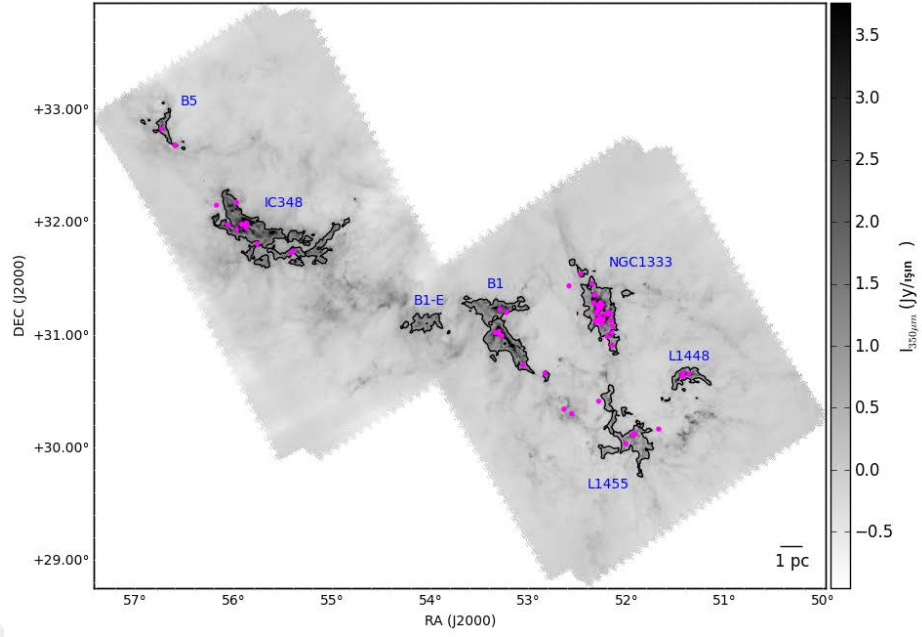 B5
IC348
B1-E
B1
NGC1333
L1448
L1455
1 pc
+33.00°
+32.00°
+31.00°
+30.00°
+29.00°
DEC (J2000)
57°
56°
55°
54°
53°
52°
51°
50°
RA (J2000)
3.5
3.0
2.5
2.0
1.5
1.0
0.5
0.0
−0.5
I350μm (Jy/